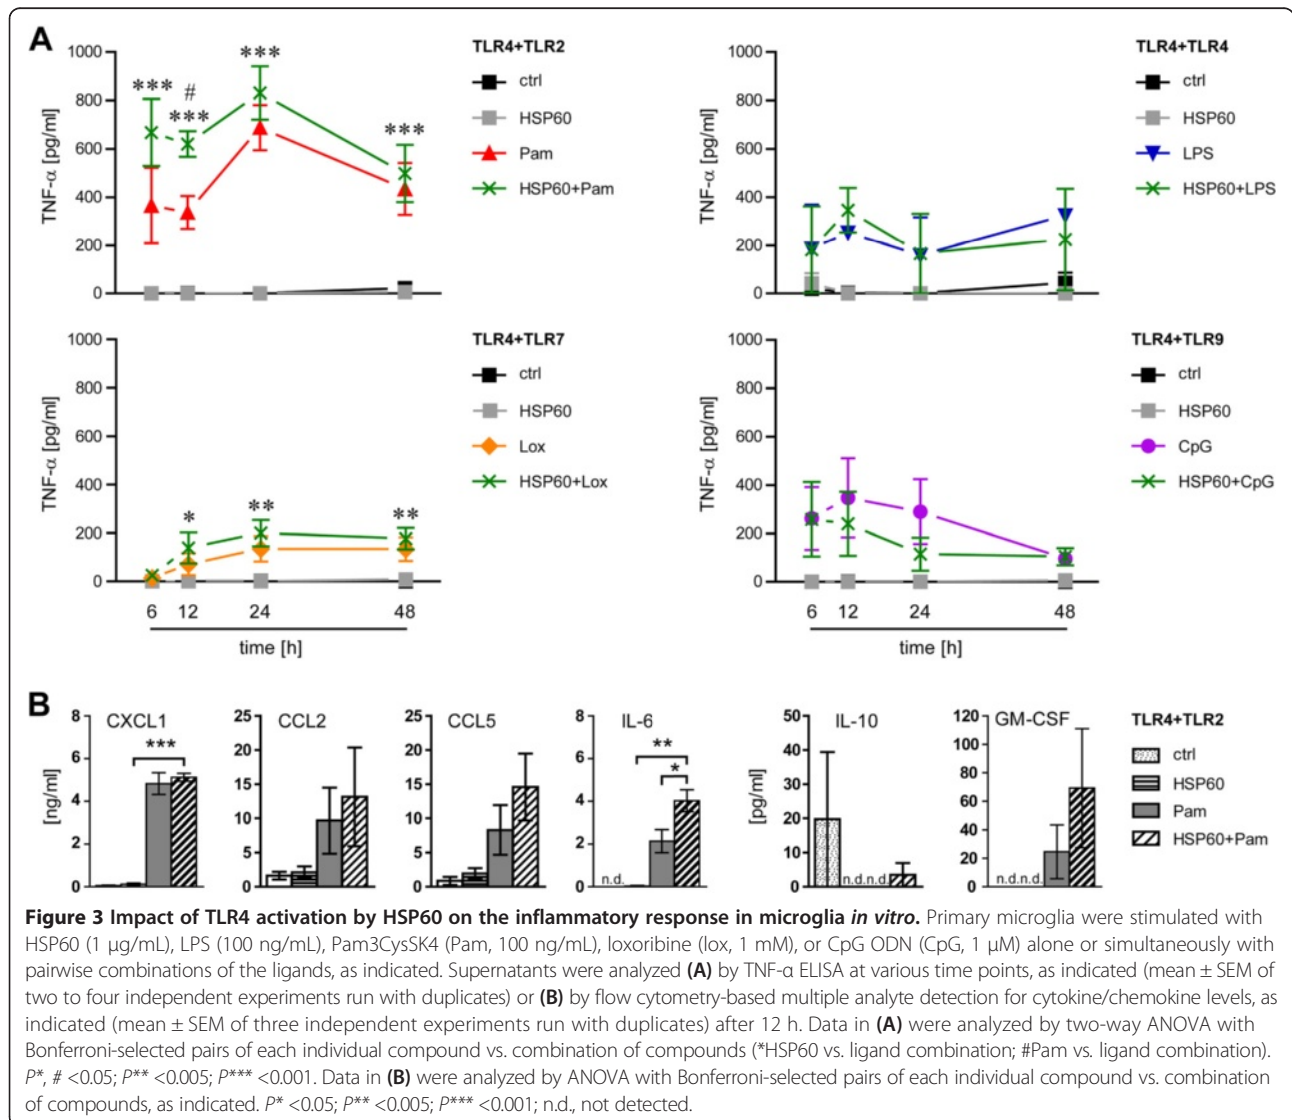 A
TLR4+TLR2
1000
800
600
400
200
0
TNF-α [pg/ml]
***
#
***
***
***
ctrl
HSP60
Pam
HSP60+Pam
TLR4+TLR4
1000
800
600
400
200
0
TNF-α [pg/ml]
ctrl
HSP60
LPS
HSP60+LPS
TLR4+TLR7
1000
800
600
400
200
0
TNF-α [pg/ml]
*
**
**
ctrl
HSP60
Lox
HSP60+Lox
6 12 24 48
time [h]
TLR4+TLR9
1000
800
600
400
200
0
TNF-α [pg/ml]
ctrl
HSP60
CpG
HSP60+CpG
6 12 24 48
time [h]
B
CXCL1
8
6
4
2
0
[ng/ml]
***
CCL2
25
20
15
10
5
0
CCL5
25
20
15
10
5
0
IL-6
8
6
4
2
0
**
*
n.d.
IL-10
50
40
30
20
10
0
[pg/ml]
n.d.n.d.
GM-CSF
120
100
80
60
40
20
0
n.d.n.d.
TLR4+TLR2
ctrl
HSP60
Pam
HSP60+Pam
Figure 3 Impact of TLR4 activation by HSP60 on the inflammatory response in microglia in vitro. Primary microglia were stimulated with
HSP60 (1 μg/mL), LPS (100 ng/mL), Pam3CysSK4 (Pam, 100 ng/mL), loxoribine (lox, 1 mM), or CpG ODN (CpG, 1 μM) alone or simultaneously with
pairwise combinations of the ligands, as indicated. Supernatants were analyzed (A) by TNF-α ELISA at various time points, as indicated (mean ± SEM of
two to four independent experiments run with duplicates) or (B) by flow cytometry-based multiple analyte detection for cytokine/chemokine levels, as
indicated (mean ± SEM of three independent experiments run with duplicates) after 12 h. Data in (A) were analyzed by two-way ANOVA with
Bonferroni-selected pairs of each individual compound vs. combination of compounds (*HSP60 vs. ligand combination; #Pam vs. ligand combination).
P*, # <0.05; P** <0.005; P*** <0.001. Data in (B) were analyzed by ANOVA with Bonferroni-selected pairs of each individual compound vs. combination
of compounds, as indicated. P* <0.05; P** <0.005; P*** <0.001; n.d., not detected.